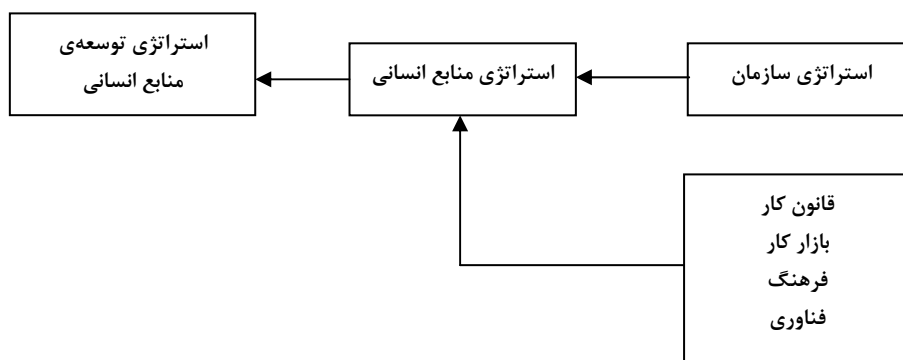 استراتژی سازمان
استراتژی منابع انسانی
استراتژی توسعه‌ی
منابع انسانی
قانون کار
بازار کار
فرهنگ
فناوری